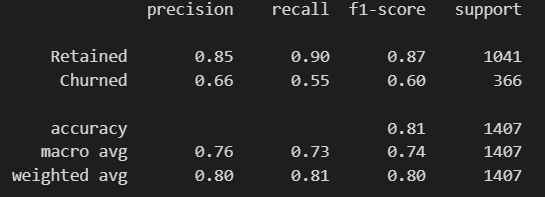 precision recall f1-score support
Retained 0.85 0.90 0.87 1041
Churned 0.66 0.55 0.60 366
accuracy 0.81 1407
macro avg 0.76 0.73 0.74 1407
weighted avg 0.80 0.81 0.80 1407